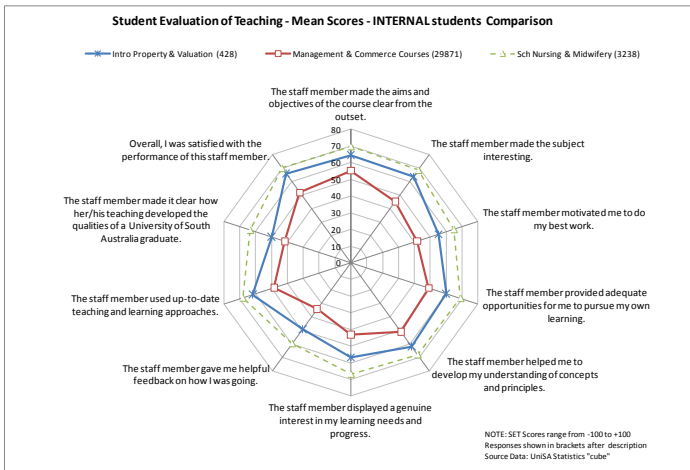 Student Evaluation of Teaching - Mean Scores - INTERNAL students Comparison
Intro Property & Valuation (428)
Management & Commerce Courses (29871)
Sch Nursing & Midwifery (3238)
The staff member made the aims and
objectives of the course clear from the
outset.
Overall, I was satisfied with the
performance of this staff member.
The staff member made the subject
interesting.
The staff member made it clear how
her/his teaching developed the
qualities of a University of South
Australia graduate.
The staff member motivated me to do
my best work.
80
70
60
50
40
30
20
10
0
The staff member used up-to-date
teaching and learning approaches.
The staff member provided adequate
opportunities for me to pursue my own
learning.
The staff member gave me helpful
feedback on how I was going.
The staff member helped me to
develop my understanding of concepts
and principles.
The staff member displayed a genuine
interest in my learning needs and
progress.
NOTE: SET Scores range from -100 to +100
Responses shown in brackets after description
Source Data: UniSA Statistics "cube"